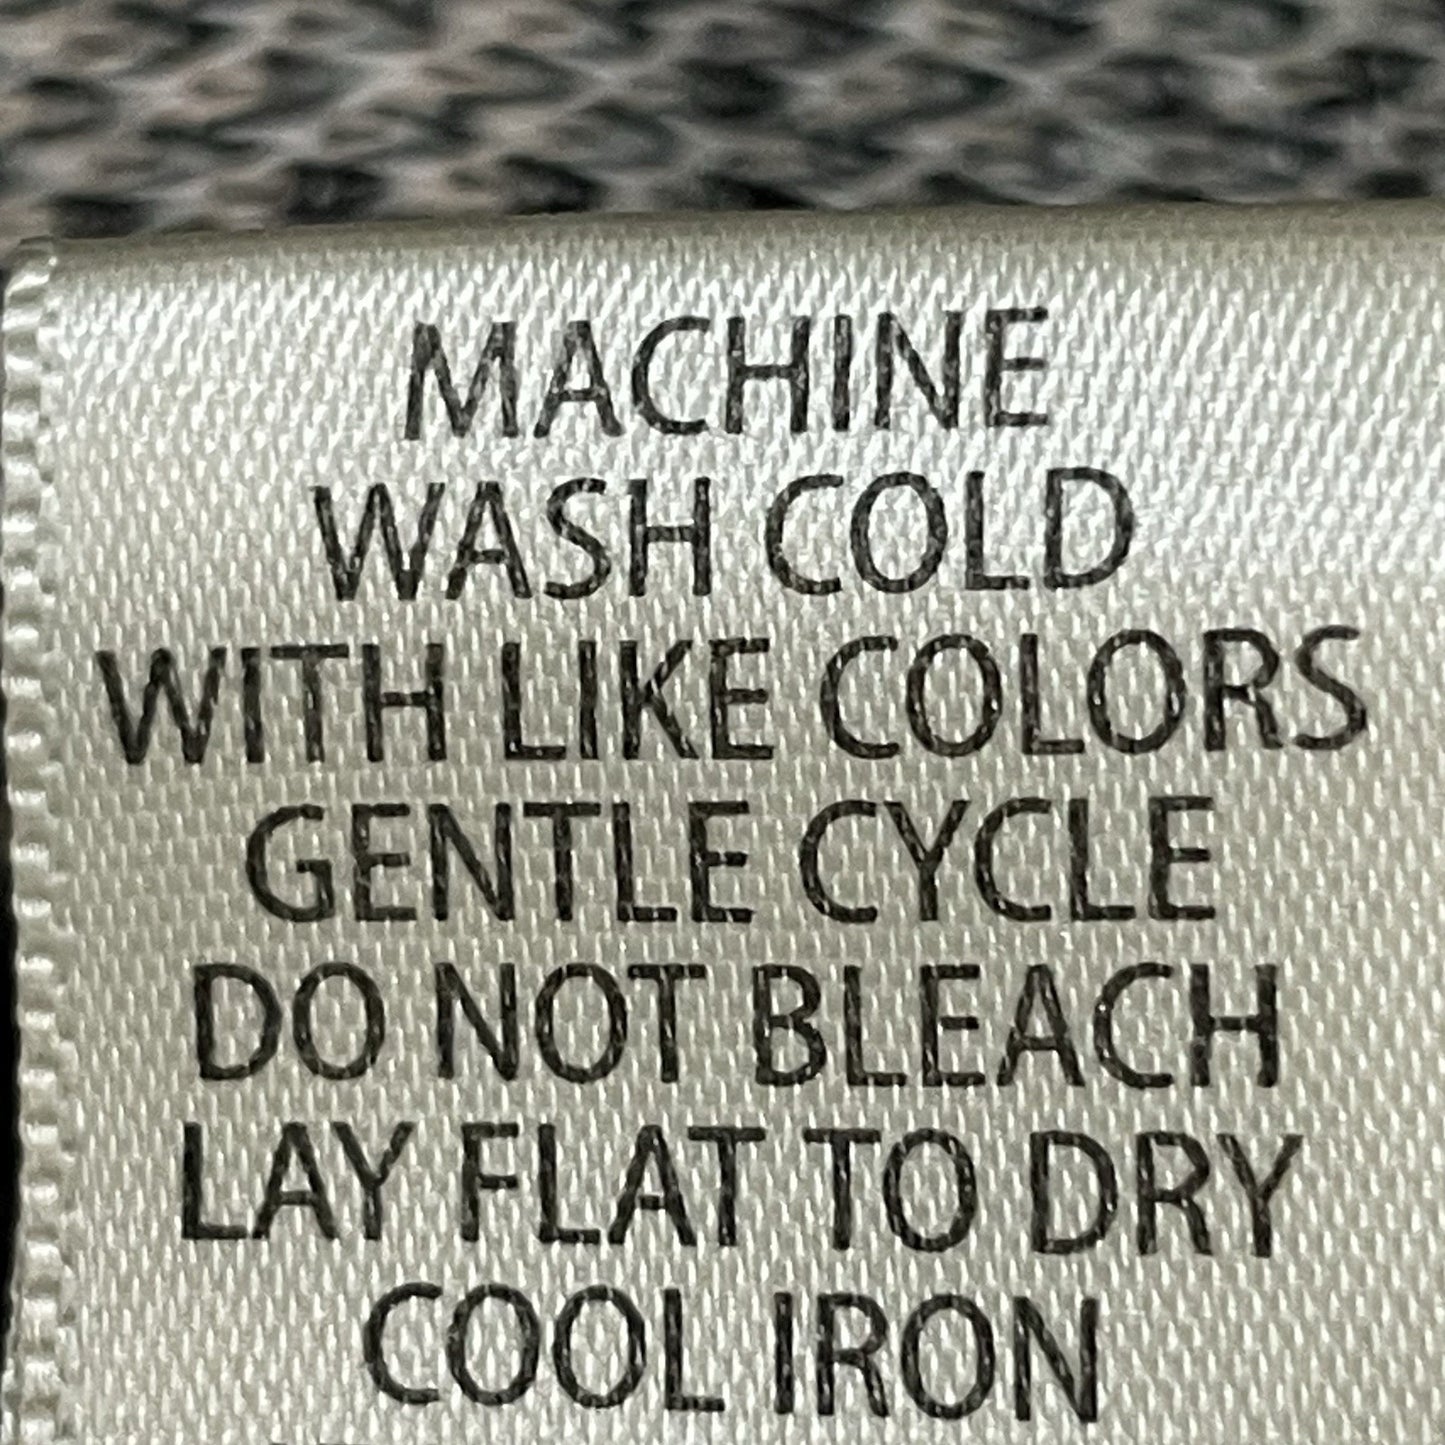 MACHINE
WASH COLD
WITH LIKE COLORS
GENTLE CYCLE
DO NOT BLEACH
LAY FLAT TO DRY
COOL IRON